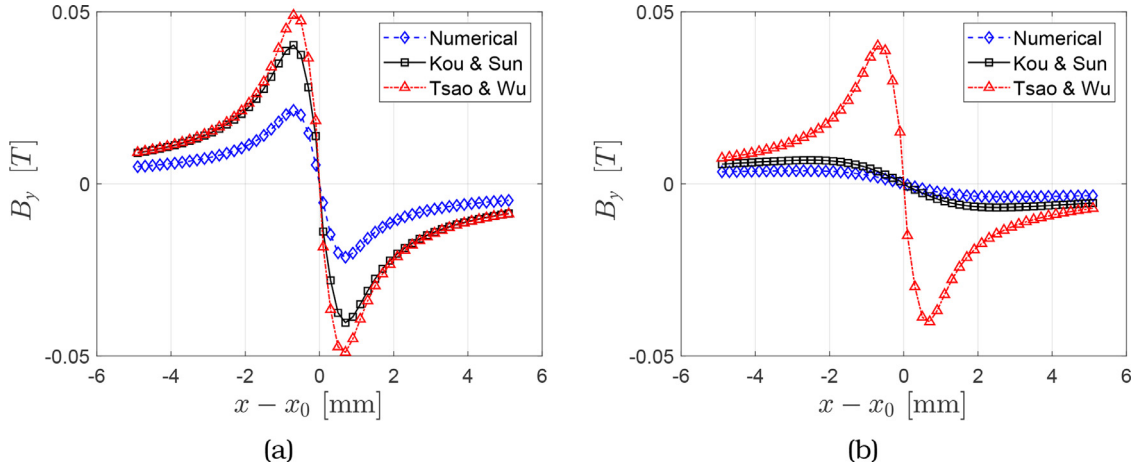 0.05
0
-0.05
B_y [T]
-6 -4 -2 0 2 4 6
x − x_0 [mm]
Numerical
Kou & Sun
Tsao & Wu
(a)
0.05
0
-0.05
B_y [T]
-6 -4 -2 0 2 4 6
x − x_0 [mm]
Numerical
Kou & Sun
Tsao & Wu
(b)